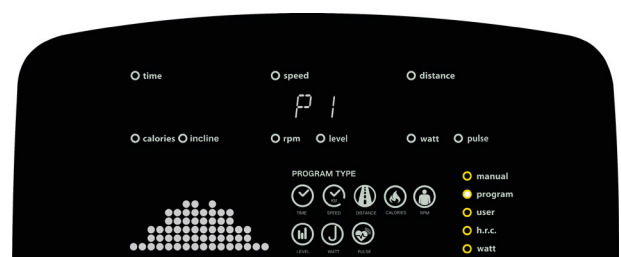 time speed distance
P1
calories incline rpm level watt pulse
PROGRAM TYPE
manual
KM
program
TIME SPEED DISTANCE CALORIES RPM
user
h.r.c.
LEVEL WATT PULSE
watt